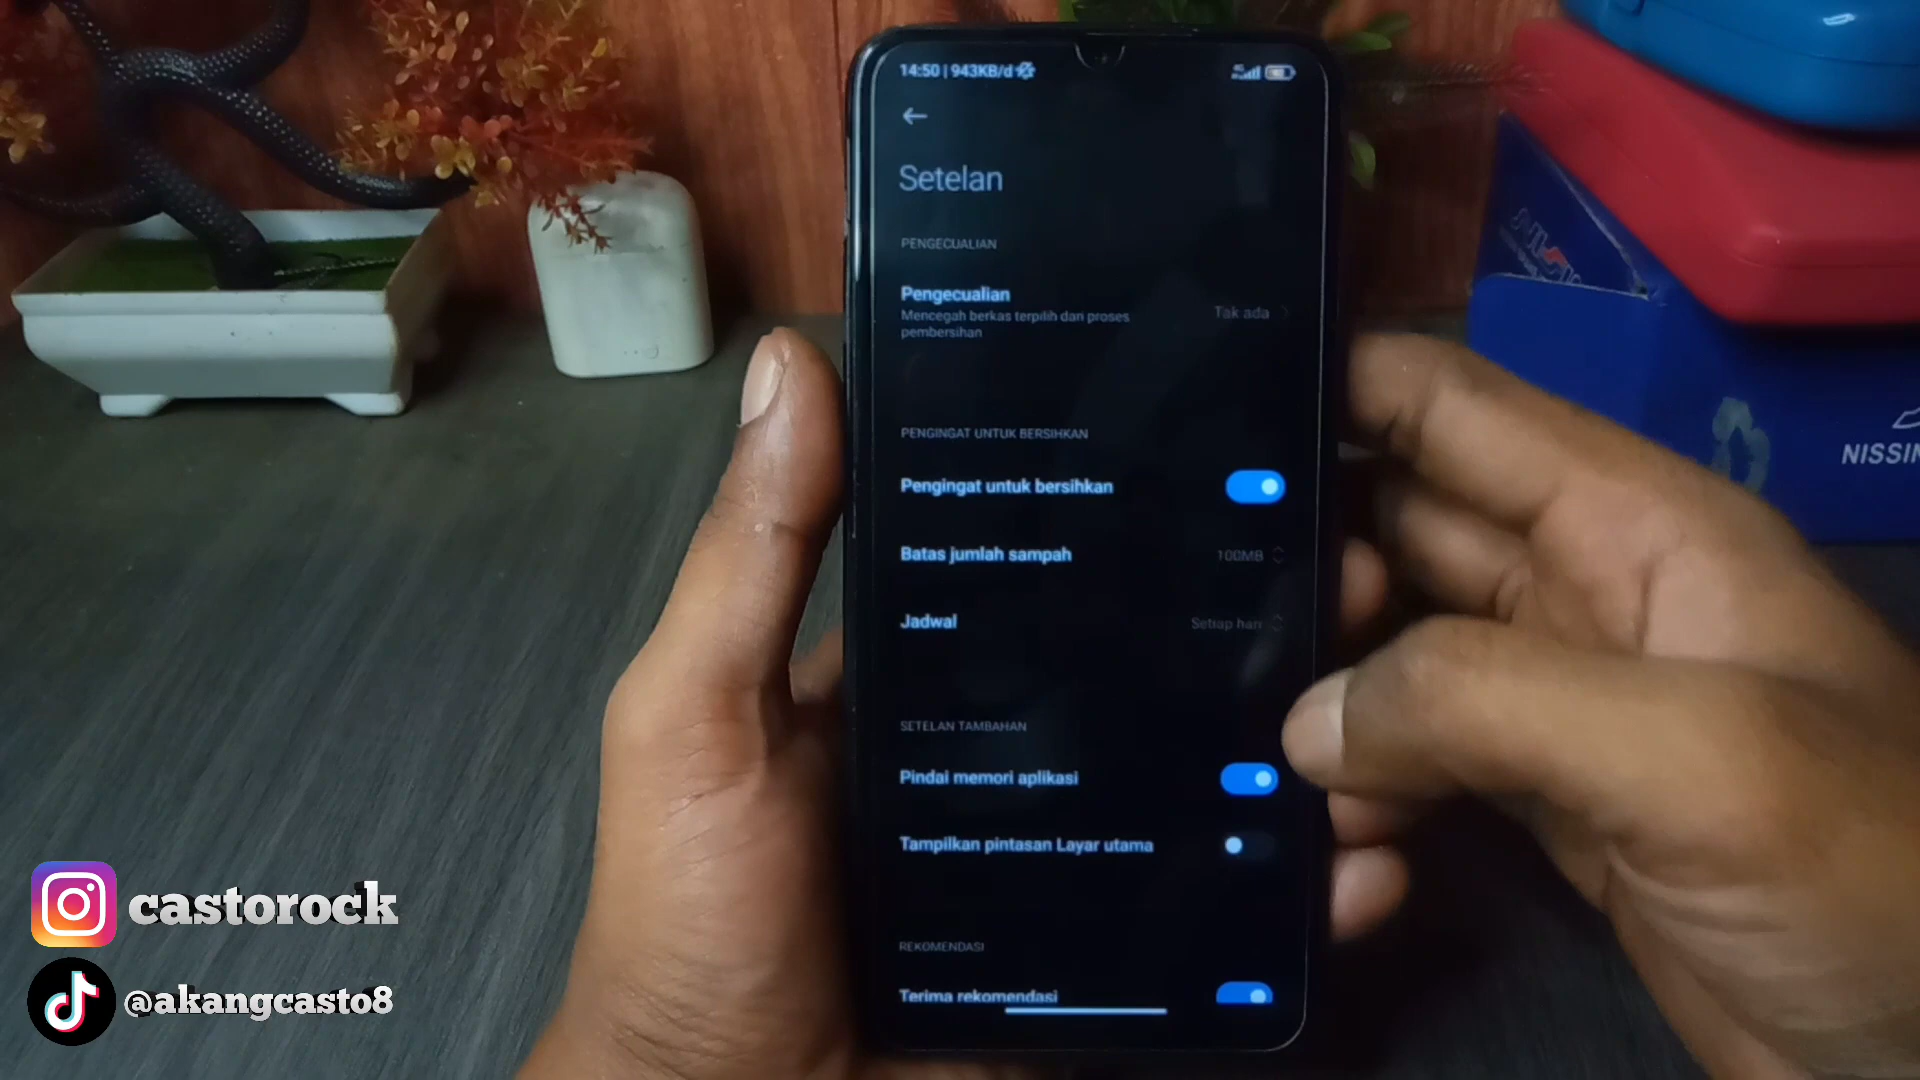 14:50 | 943KB/d
Setelan
PENGECUALIAN
Pengecualian
Mencegah berkas terpilih dari proses
pembersihan
Tak ada
PENGINGAT UNTUK BERSIHKAN
Pengingat untuk bersihkan
Batas jumlah sampah
100MB
Jadwal
Setiap hari
SETELAN TAMBAHAN
Pindai memori aplikasi
Tampilkan pintasan Layar utama
REKOMENDASI
Terima rekomendasi
castorock
@akangcasto8